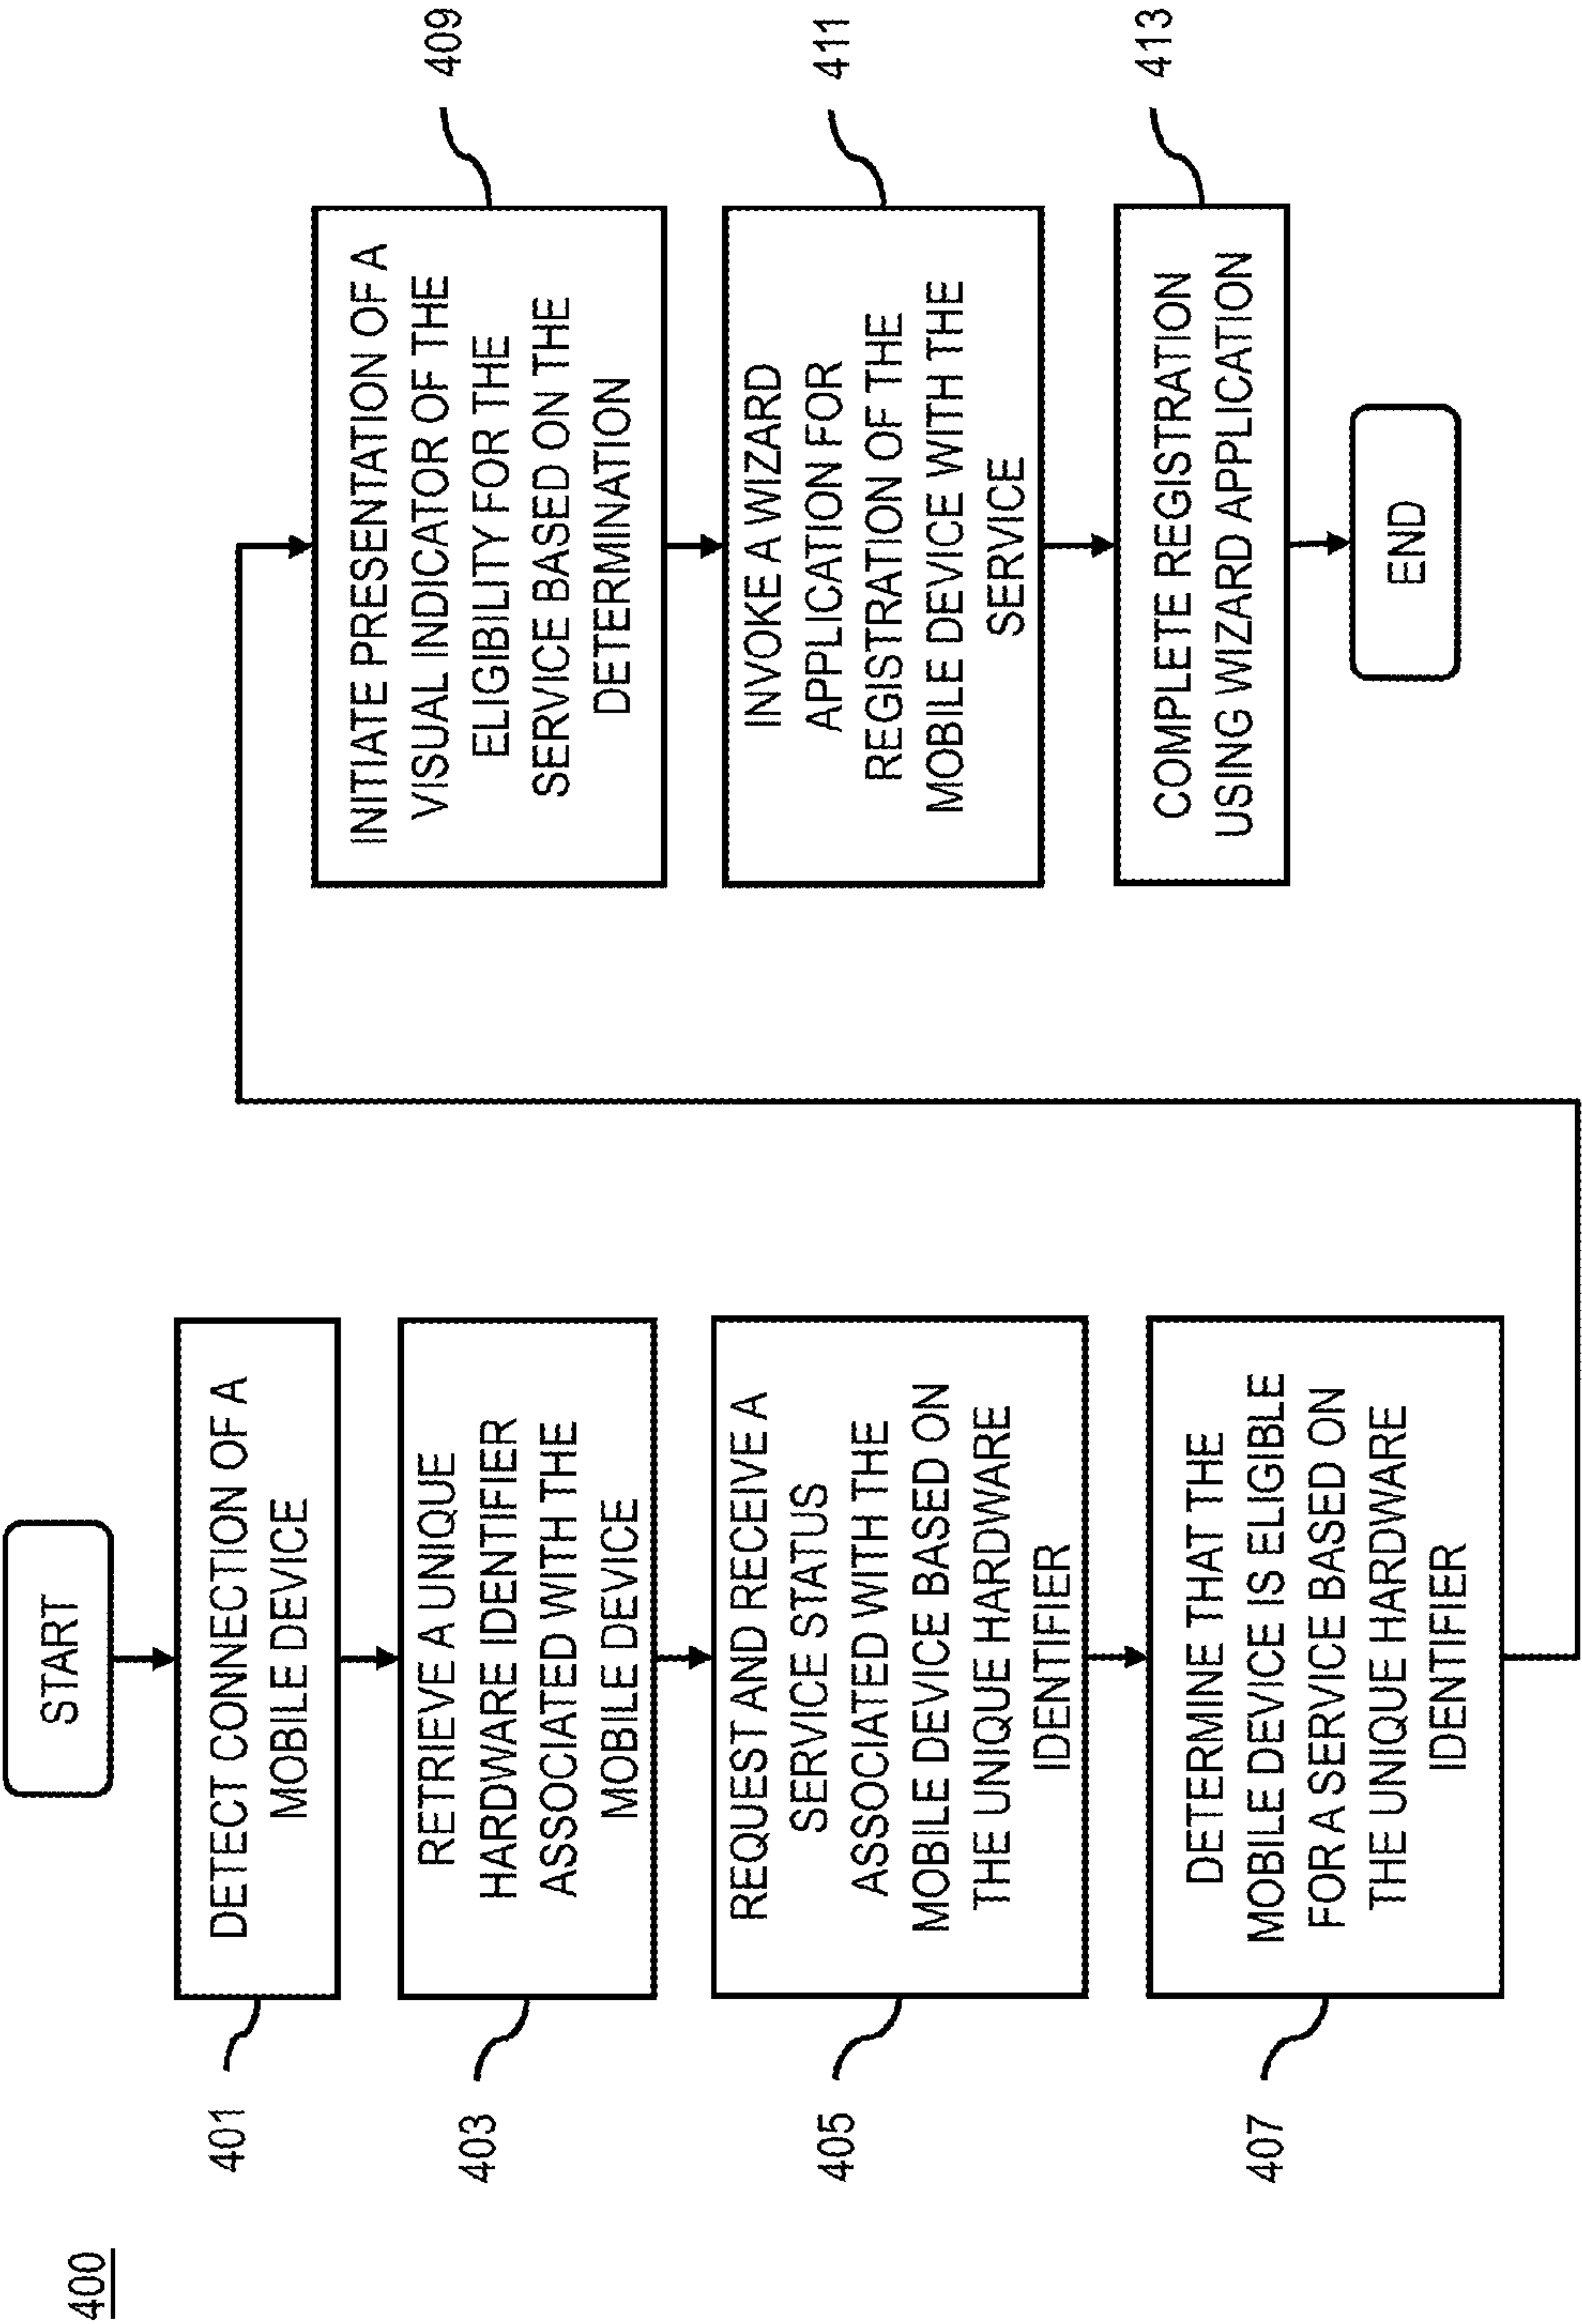 400
START
401
DETECT CONNECTION OF A
MOBILE DEVICE
403
RETRIEVE A UNIQUE
HARDWARE IDENTIFIER
ASSOCIATED WITH THE
MOBILE DEVICE
405
REQUEST AND RECEIVE A
SERVICE STATUS
ASSOCIATED WITH THE
MOBILE DEVICE BASED ON
THE UNIQUE HARDWARE
IDENTIFIER
407
DETERMINE THAT THE
MOBILE DEVICE IS ELIGIBLE
FOR A SERVICE BASED ON
THE UNIQUE HARDWARE
IDENTIFIER
409
INITIATE PRESENTATION OF A
VISUAL INDICATOR OF THE
ELIGIBILITY FOR THE
SERVICE BASED ON THE
DETERMINATION
411
INVOKE A WIZARD
APPLICATION FOR
REGISTRATION OF THE
MOBILE DEVICE WITH THE
SERVICE
413
COMPLETE REGISTRATION
USING WIZARD APPLICATION
END